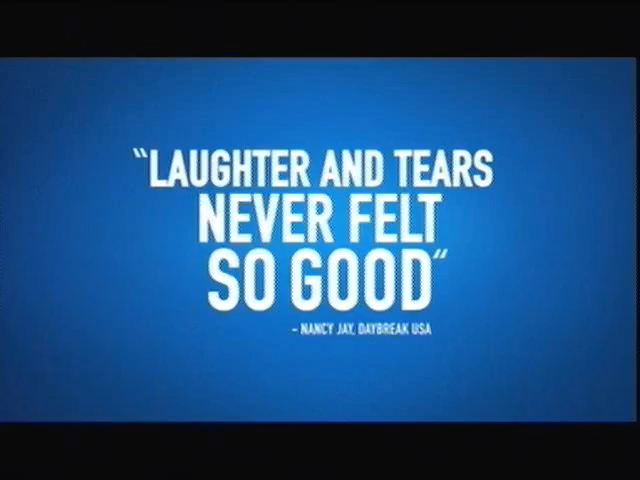 "LAUGHTER AND TEARS
NEVER FELT
SO GOOD"
- NANCY JAY, DAYBREAK USA